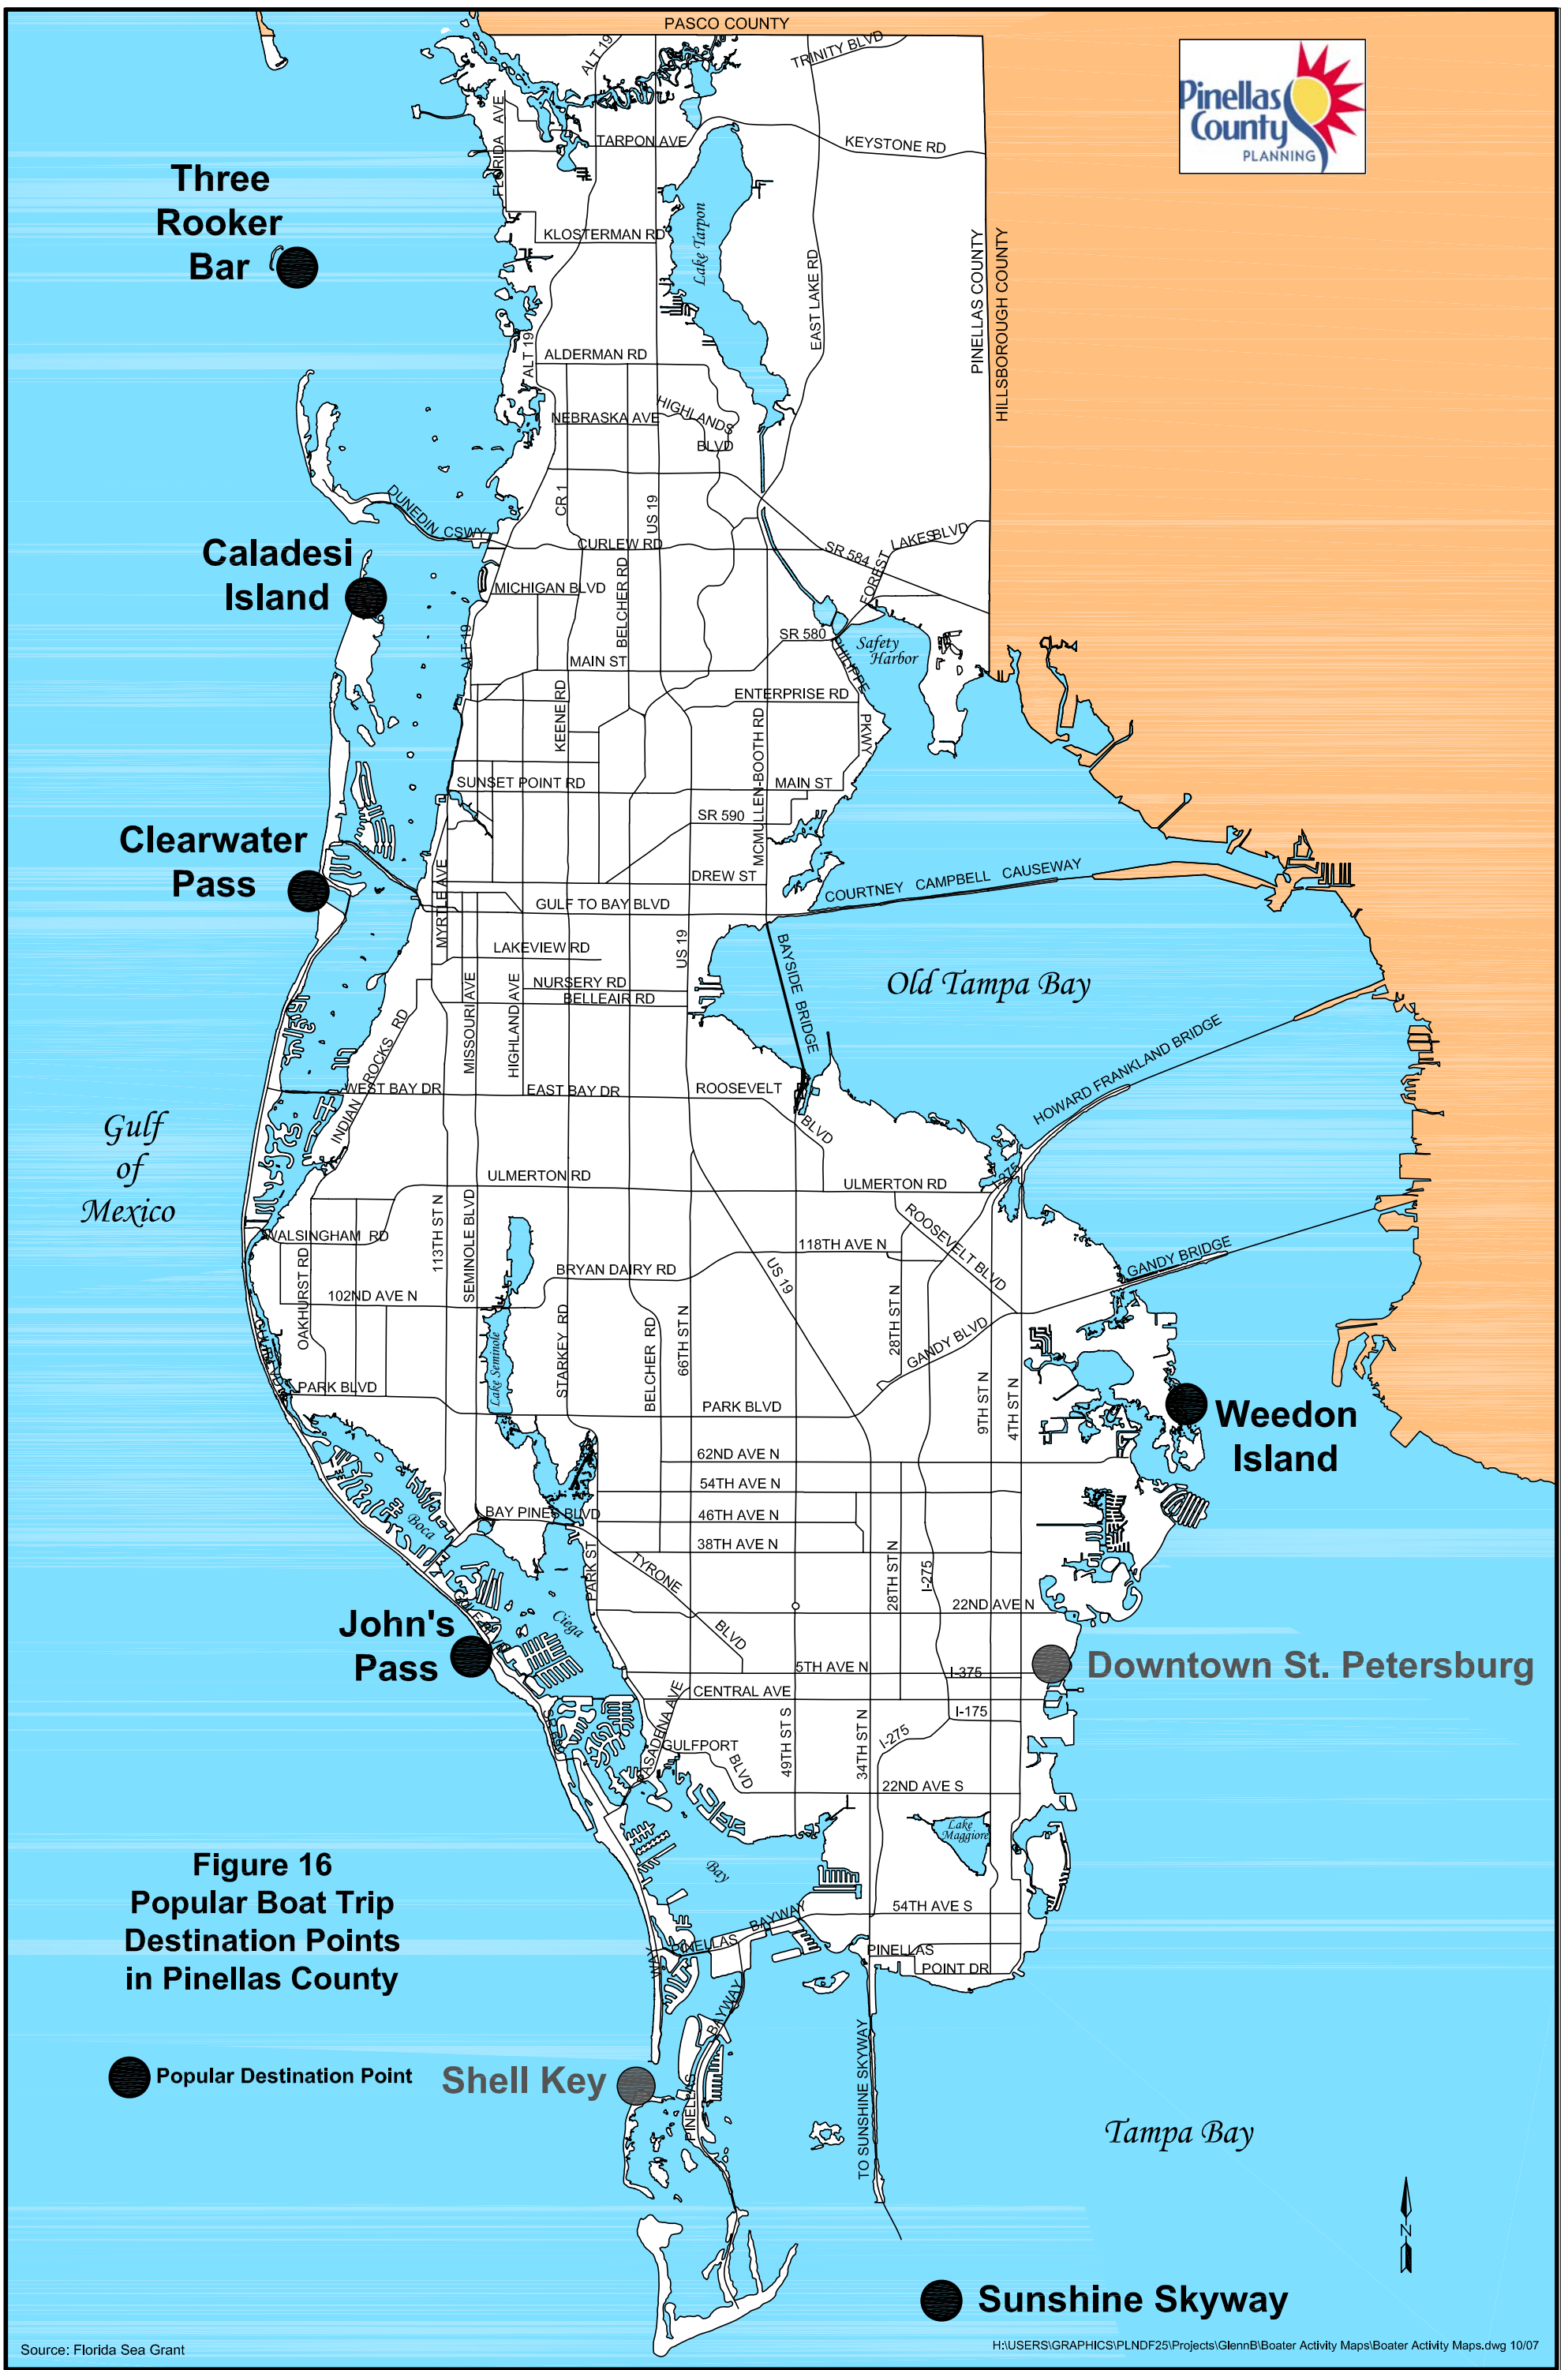 PASCO COUNTY
ALT 19
TRINITY BLVD
Pinellas
County
PLANNING
FLORIDA AVE
TARPON AVE
KEYSTONE RD
Three
Rooker
Bar
KLOSTERMAN RD
Lake Tarpon
EAST LAKE RD
PINELLAS COUNTY
HILLSBOROUGH COUNTY
ALT 19
ALDERMAN RD
NEBRASKA AVE
HIGHLANDS
BLVD
DUNEDIN CSWY
CR 1
US 19
CURLEW RD
SR 584
FOREST
LAKES BLVD
Caladesi
Island
MICHIGAN BLVD
BELCHER RD
ALT 19
SR 580
PHILIPPE
PKWY
Safety
Harbor
MAIN ST
KEENE RD
ENTERPRISE RD
MCMULLEN-BOOTH RD
SUNSET POINT RD
MAIN ST
SR 590
Clearwater
Pass
MYRTLE AVE
DREW ST
COURTNEY CAMPBELL CAUSEWAY
GULF TO BAY BLVD
LAKEVIEW RD
US 19
BAYSIDE BRIDGE
Old Tampa Bay
MISSOURI AVE
HIGHLAND AVE
NURSERY RD
BELLEAIR RD
INDIAN ROCKS RD
WEST BAY DR
EAST BAY DR
ROOSEVELT
BLVD
HOWARD FRANKLAND BRIDGE
Gulf
of
Mexico
I-275
ULMERTON RD
ULMERTON RD
113TH ST N
SEMINOLE BLVD
WALSINGHAM RD
ROOSEVELT BLVD
118TH AVE N
GANDY BRIDGE
OAKHURST RD
BRYAN DAIRY RD
US 19
102ND AVE N
GULF BLVD
Lake Seminole
STARKEY RD
BELCHER RD
66TH ST N
28TH ST N
GANDY BLVD
PARK BLVD
PARK BLVD
9TH ST N
4TH ST N
Weedon
Island
62ND AVE N
54TH AVE N
BAY PINES BLVD
46TH AVE N
Boca
38TH AVE N
PARK ST
TYRONE
BLVD
28TH ST N
I-275
22ND AVE N
GULF BLVD
Ciega
John's
Pass
5TH AVE N
I-375
Downtown St. Petersburg
CENTRAL AVE
I-175
SR 699
PASADENA AVE
49TH ST S
34TH ST N
I-275
GULFPORT
BLVD
22ND AVE S
Lake
Maggiore
Figure 16
Popular Boat Trip
Destination Points
in Pinellas County
Bay
54TH AVE S
PINELLAS BAYWAY
WAY
PINELLAS
POINT DR
PINELLAS BAYWAY
Popular Destination Point
Shell Key
TO SUNSHINE SKYWAY
Tampa Bay
N
Sunshine Skyway
Source: Florida Sea Grant
H:\USERS\GRAPHICS\PLNDF25\Projects\GlennB\Boater Activity Maps\Boater Activity Maps.dwg 10/07